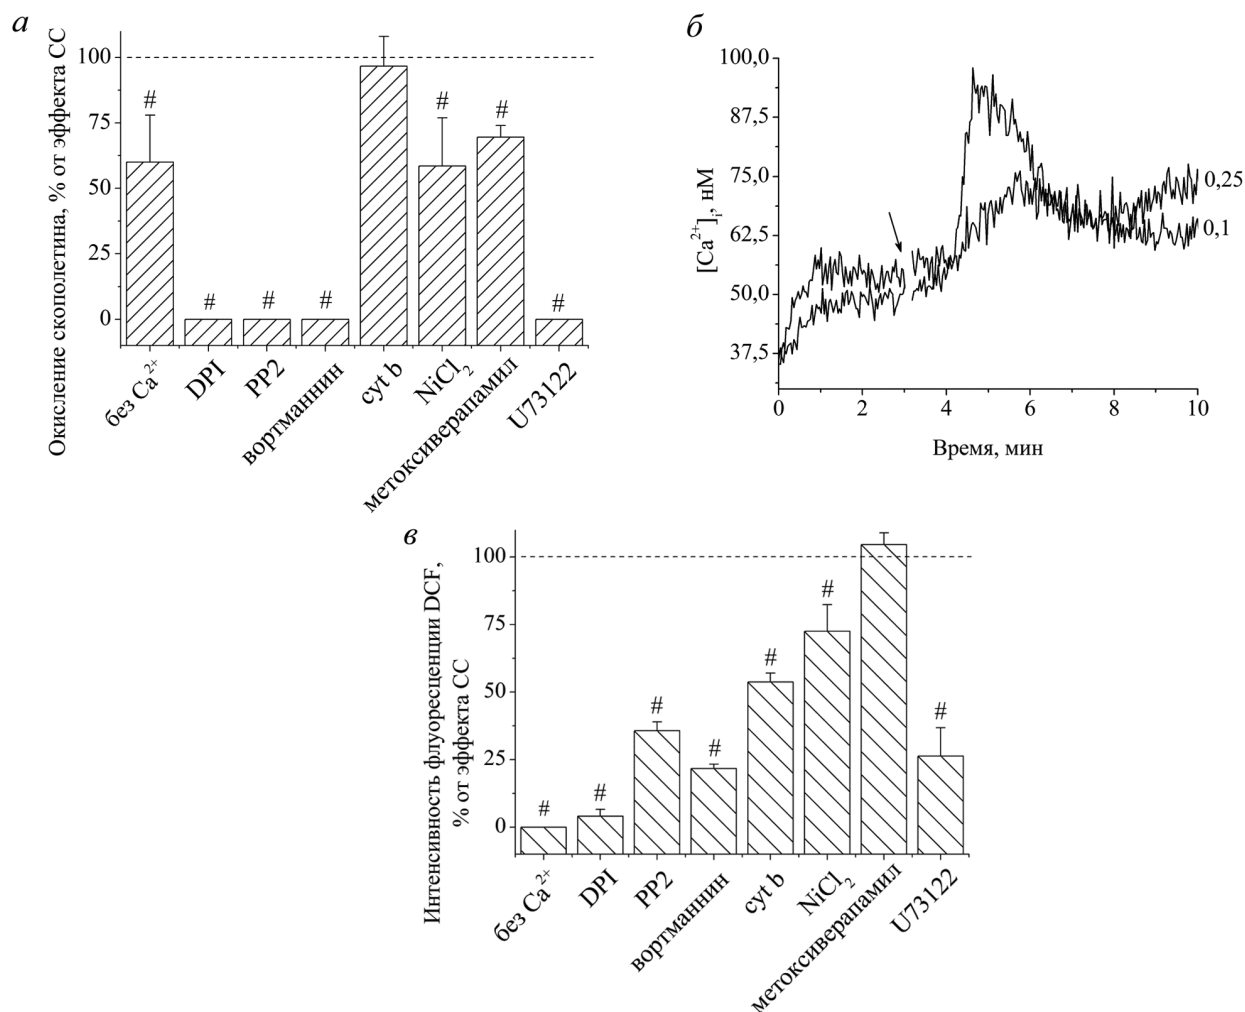 а
Окисление скополетина, % от эффекта СС
100
75
50
25
0
#
#
#
#
#
#
#
без Ca2+
DPI
PP2
вортманнин
cyt b
NiCl2
метоксиверапамил
U73122
б
[Ca2+]i, нМ
100,0
87,5
75,0
62,5
50,0
37,5
0,25
0,1
0
2
4
6
8
10
Время, мин
в
Интенсивность флуоресценции DCF,
% от эффекта СС
100
75
50
25
0
#
#
#
#
#
#
#
без Ca2+
DPI
PP2
вортманнин
cyt b
NiCl2
метоксиверапамил
U73122